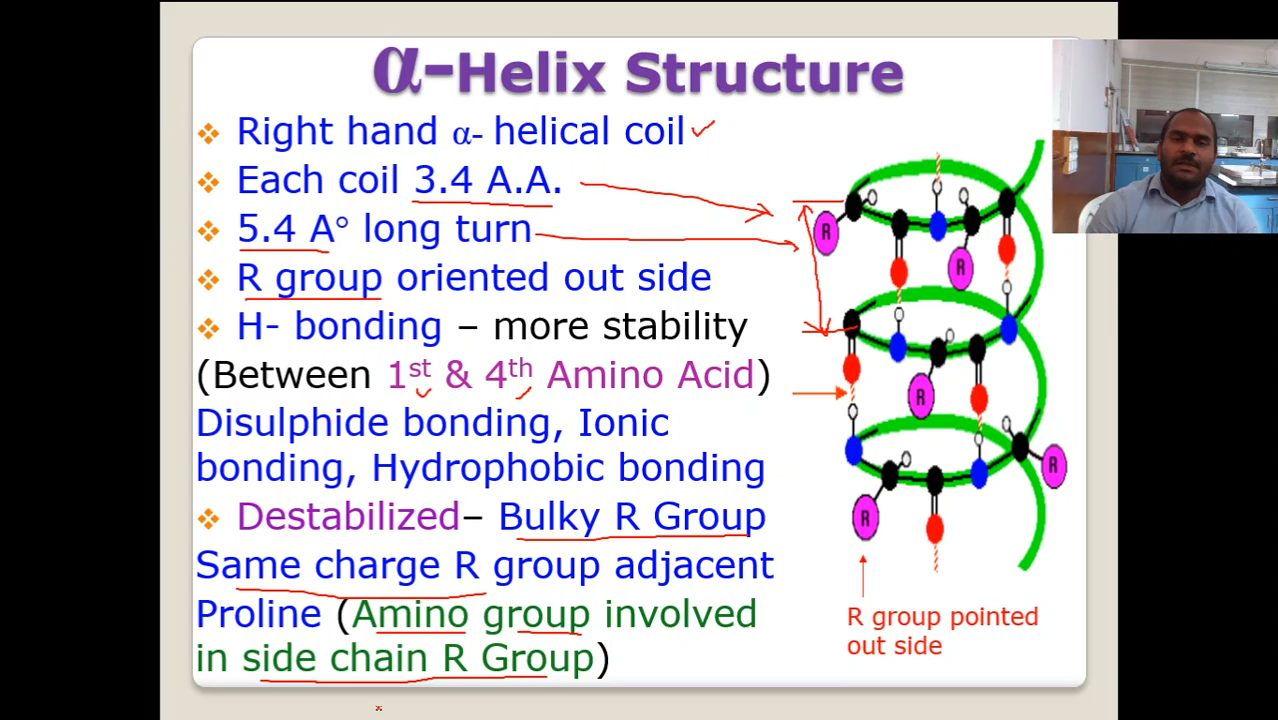 α-Helix Structure
❖ Right hand α- helical coil
❖ Each coil 3.4 A.A.
❖ 5.4 A° long turn
❖ R group oriented out side
❖ H- bonding – more stability
(Between 1st & 4th Amino Acid)
Disulphide bonding, Ionic
bonding, Hydrophobic bonding
❖ Destabilized– Bulky R Group
Same charge R group adjacent
Proline (Amino group involved
in side chain R Group)
R
R
R
R
R
R group pointed
out side